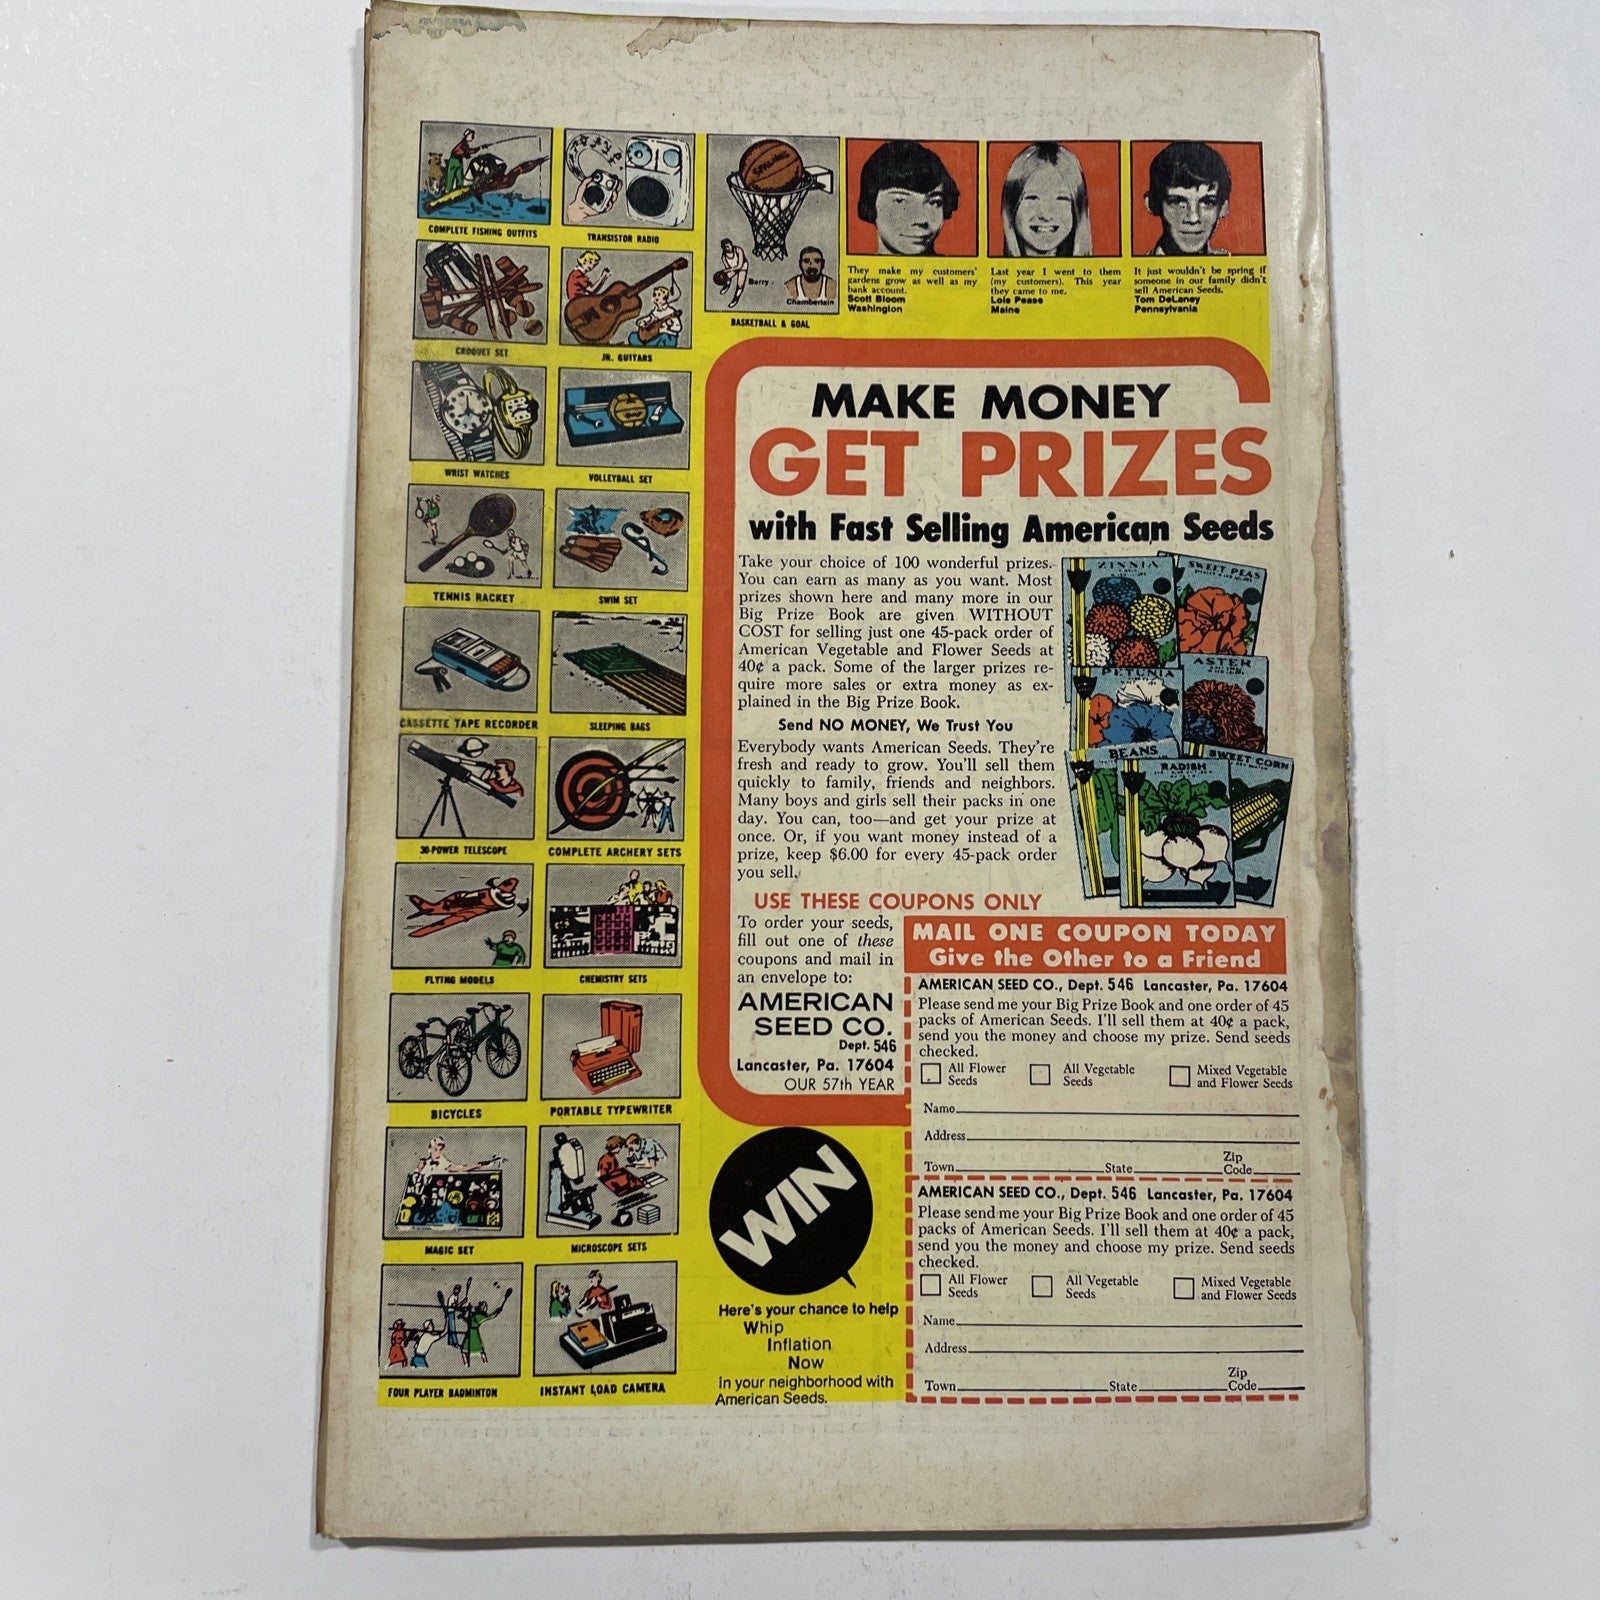 COMPLETE FISHING OUTFITS
TRANSISTOR RADIO
CROQUET SET
JR. GUITARS
WRIST WATCHES
VOLLEYBALL SET
TENNIS RACKET
SWIM SET
CASSETTE TAPE RECORDER
SLEEPING BAGS
30-POWER TELESCOPE
COMPLETE ARCHERY SETS
FLYING MODELS
CHEMISTRY SETS
BICYCLES
PORTABLE TYPEWRITER
MAGIC SET
MICROSCOPE SETS
FOUR PLAYER BADMINTON
INSTANT LOAD CAMERA
SPALDING
Barry
Chamberlain
BASKETBALL & GOAL
They make my customers'
gardens grow as well as my
bank account.
Scott Bloom
Washington
Last year I went to them
(my customers). This year
they came to me.
Lois Pease
Maine
It just wouldn't be spring if
someone in our family didn't
sell American Seeds.
Tom DeLaney
Pennsylvania
MAKE MONEY
GET PRIZES
with Fast Selling American Seeds
Take your choice of 100 wonderful prizes.
You can earn as many as you want. Most
prizes shown here and many more in our
Big Prize Book are given WITHOUT
COST for selling just one 45-pack order of
American Vegetable and Flower Seeds at
40¢ a pack. Some of the larger prizes re-
quire more sales or extra money as ex-
plained in the Big Prize Book.
Send NO MONEY, We Trust You
Everybody wants American Seeds. They're
fresh and ready to grow. You'll sell them
quickly to family, friends and neighbors.
Many boys and girls sell their packs in one
day. You can, too—and get your prize at
once. Or, if you want money instead of a
prize, keep $6.00 for every 45-pack order
you sell.
ZINNIA
SWEET PEAS
PETUNIA
ASTER
BEANS
RADISH
SWEET CORN
USE THESE COUPONS ONLY
To order your seeds,
fill out one of these
coupons and mail in
an envelope to:
AMERICAN
SEED CO.
Dept. 546
Lancaster, Pa. 17604
OUR 57th YEAR
WIN
Here's your chance to help
Whip
Inflation
Now
in your neighborhood with
American Seeds.
MAIL ONE COUPON TODAY
Give the Other to a Friend
AMERICAN SEED CO., Dept. 546 Lancaster, Pa. 17604
Please send me your Big Prize Book and one order of 45
packs of American Seeds. I'll sell them at 40¢ a pack,
send you the money and choose my prize. Send seeds
checked.
All Flower Seeds
All Vegetable Seeds
Mixed Vegetable and Flower Seeds
Name
Address
Town State Zip Code
AMERICAN SEED CO., Dept. 546 Lancaster, Pa. 17604
Please send me your Big Prize Book and one order of 45
packs of American Seeds. I'll sell them at 40¢ a pack,
send you the money and choose my prize. Send seeds
checked.
All Flower Seeds
All Vegetable Seeds
Mixed Vegetable and Flower Seeds
Name
Address
Town State Zip Code